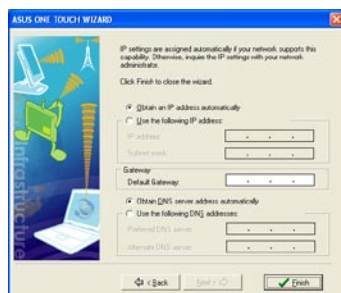 ASUS ONE TOUCH WIZARD
IP settings are assigned automatically if your network supports this
capability. Otherwise, inquire the IP settings with your network
administrator.
Click Finish to close the wizard.
Obtain an IP address automatically
Use the following IP address:
IP address:
Subnet mask:
Gateway
Default Gateway:
Obtain DNS server address automatically
Use the following DNS addresses:
Preferred DNS server:
Alternate DNS server:
Infrastructure
< Back
Next >
Finish